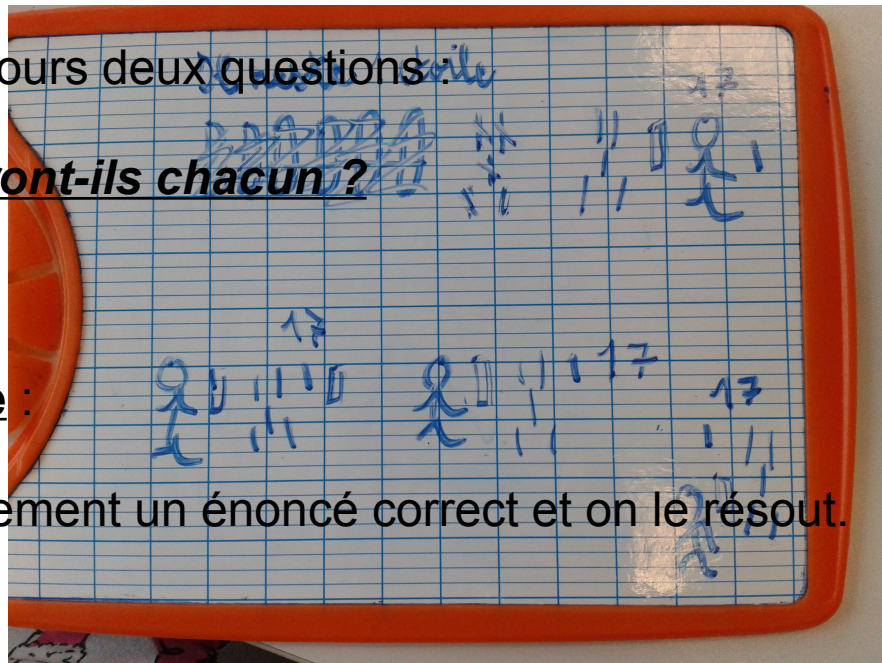 ours deux questions :
17
ont-ils chacun ?
17
17
17
e :
ement un énoncé correct et on le résout.